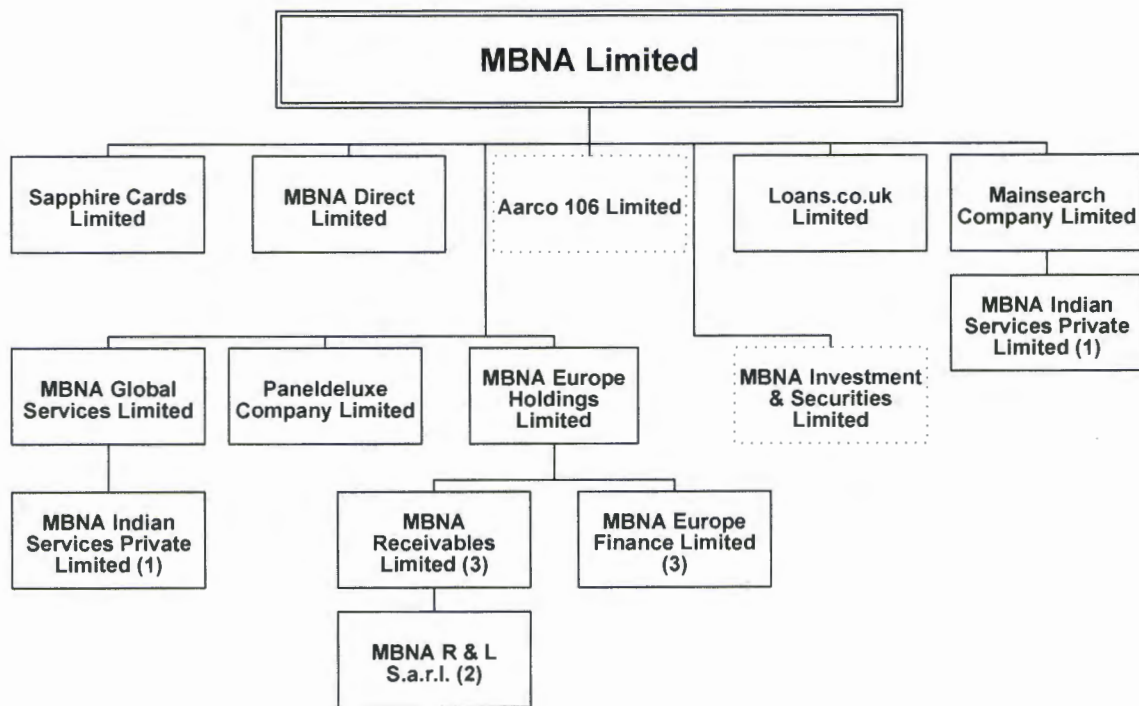 MBNA Limited
Sapphire Cards
Limited
MBNA Direct
Limited
Aarco 106 Limited
Loans.co.uk
Limited
Mainsearch
Company Limited
MBNA Indian
Services Private
Limited (1)
MBNA Global
Services Limited
Paneldeluxe
Company Limited
MBNA Europe
Holdings
Limited
MBNA Investment
& Securities
Limited
MBNA Indian
Services Private
Limited (1)
MBNA
Receivables
Limited (3)
MBNA Europe
Finance Limited
(3)
MBNA R & L
S.a.r.l. (2)